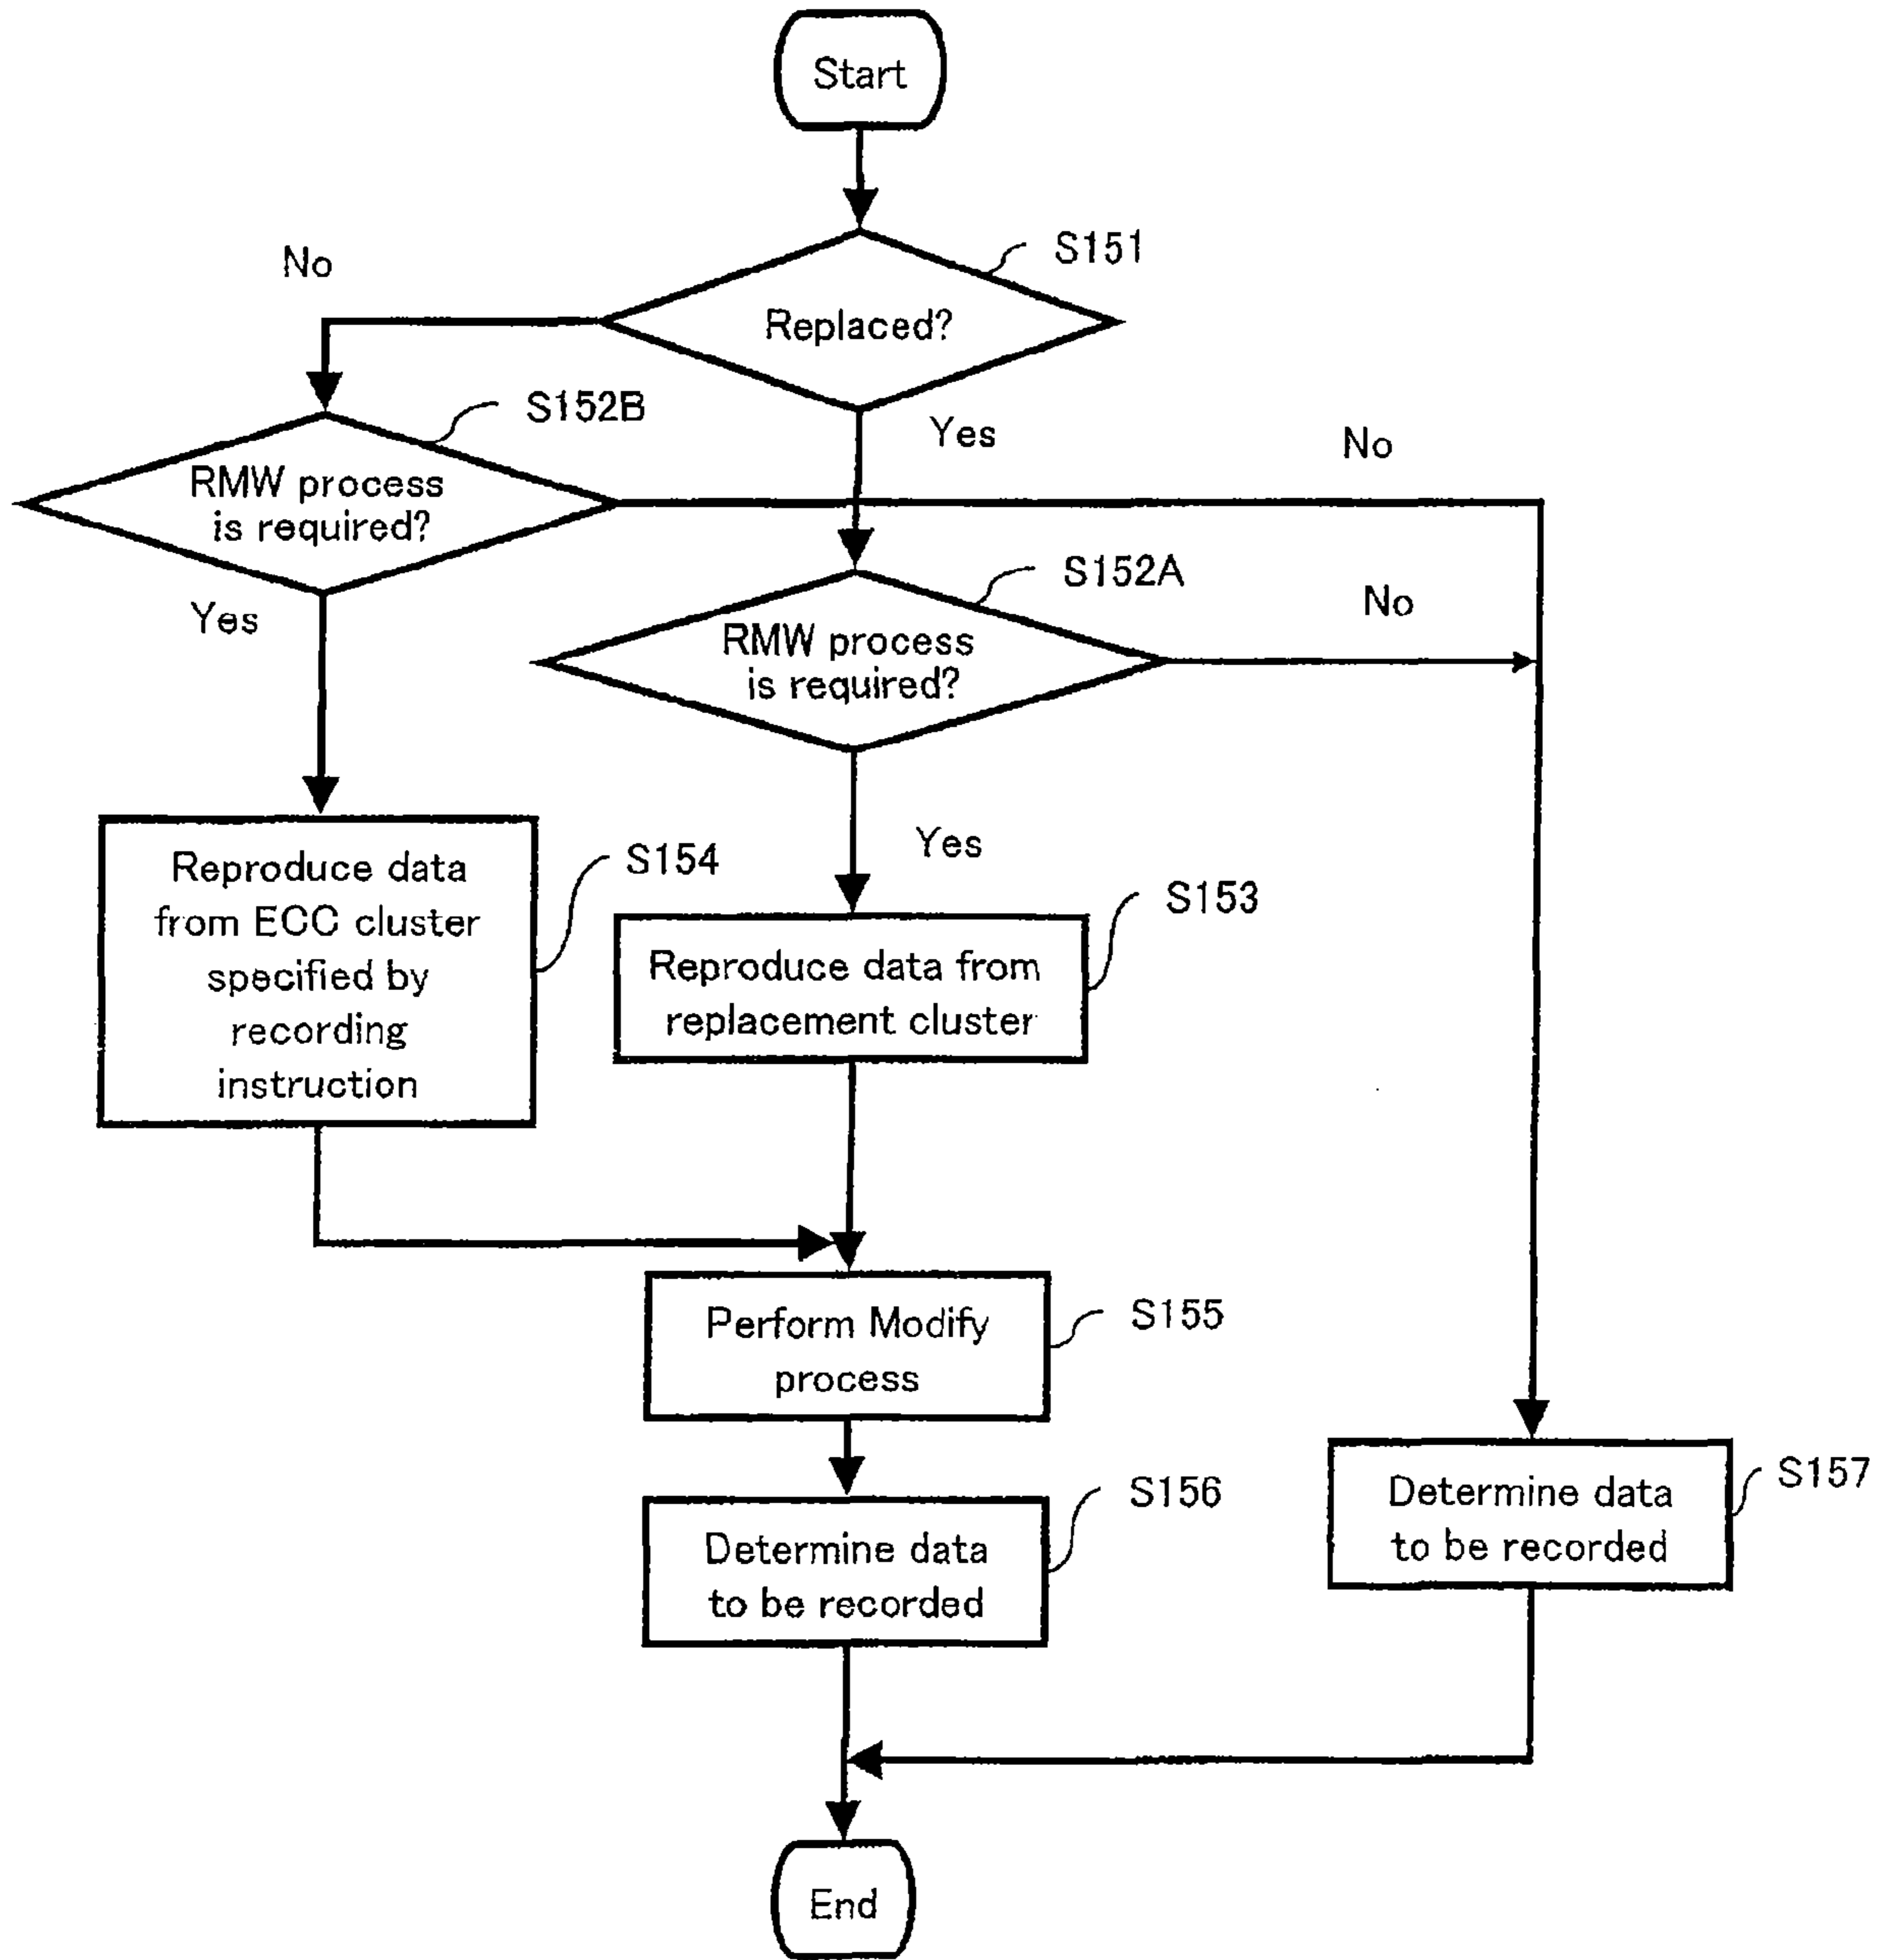 Start
S151
No
Replaced?
S152B
Yes
No
RMW process
is required?
S152A
No
Yes
RMW process
is required?
S154
Yes
Reproduce data
from ECC cluster
specified by
recording
instruction
S153
Reproduce data from
replacement cluster
S155
Perform Modify
process
S156
Determine data
to be recorded
S157
Determine data
to be recorded
End